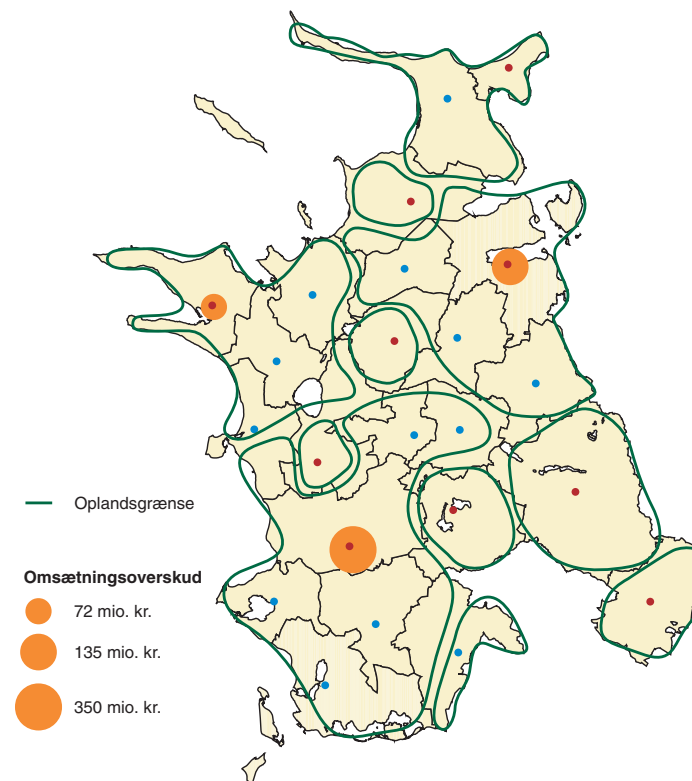 Oplandsgrænse
Omsætningsoverskud
72 mio. kr.
135 mio. kr.
350 mio. kr.